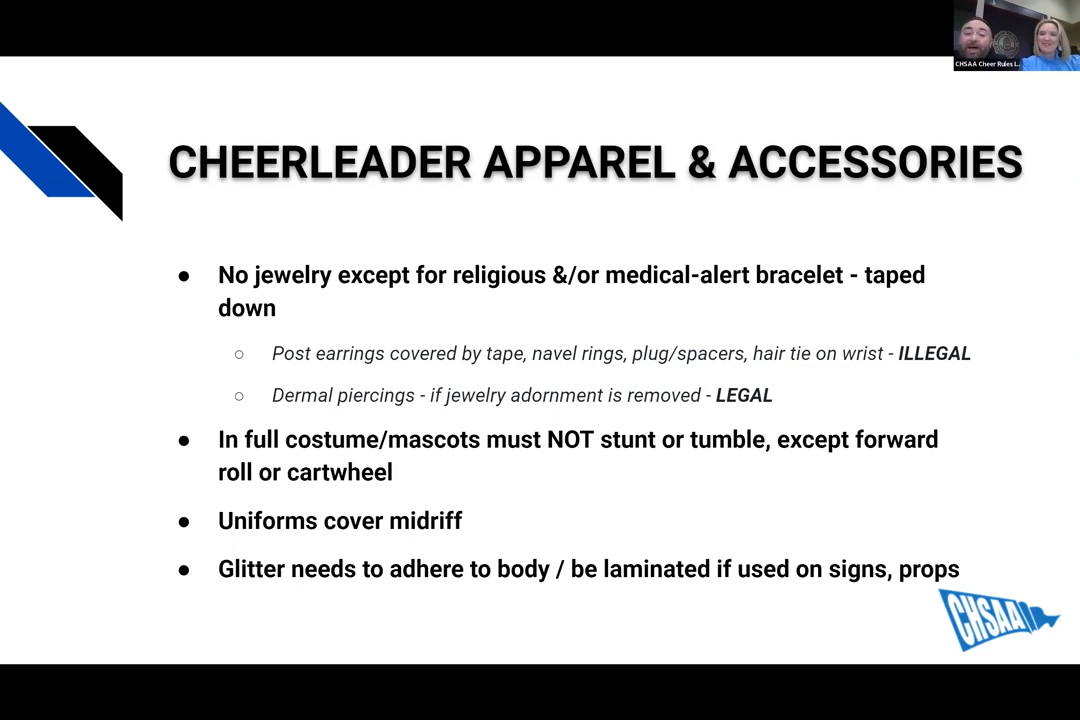 CHSAA Cheer Rules I...
CHEERLEADER APPAREL & ACCESSORIES
● No jewelry except for religious &/or medical-alert bracelet - taped
down
○ Post earrings covered by tape, navel rings, plug/spacers, hair tie on wrist - ILLEGAL
○ Dermal piercings - if jewelry adornment is removed - LEGAL
● In full costume/mascots must NOT stunt or tumble, except forward
roll or cartwheel
● Uniforms cover midriff
● Glitter needs to adhere to body / be laminated if used on signs, props
CHSAA